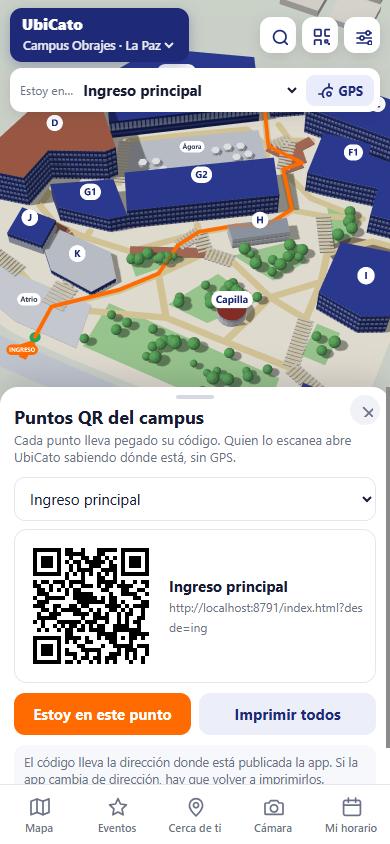 UbiCato
Campus Obrajes · La Paz
Estoy en... Ingreso principal GPS
D
Ágora
F1
G2
G1
J
H
K
I
Atrio
Capilla
INGRESO
Puntos QR del campus
Cada punto lleva pegado su código. Quien lo escanea abre
UbiCato sabiendo dónde está, sin GPS.
Ingreso principal
Ingreso principal
http://localhost:8791/index.html?des
de=ing
Estoy en este punto Imprimir todos
El código lleva la dirección donde está publicada la app. Si la
app cambia de dirección, hay que volver a imprimirlos.
Mapa Eventos Cerca de ti Cámara Mi horario